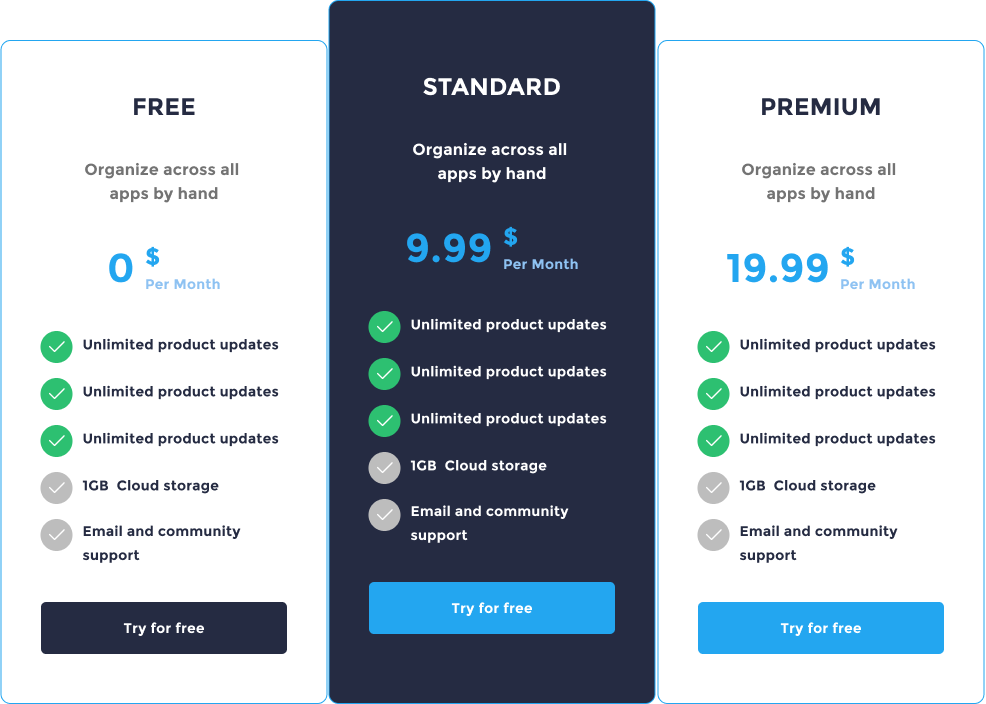 FREE
Organize across all
apps by hand
0 $
Per Month
Unlimited product updates
Unlimited product updates
Unlimited product updates
1GB  Cloud storage
Email and community
support
Try for free
STANDARD
Organize across all
apps by hand
9.99 $
Per Month
Unlimited product updates
Unlimited product updates
Unlimited product updates
1GB  Cloud storage
Email and community
support
Try for free
PREMIUM
Organize across all
apps by hand
19.99 $
Per Month
Unlimited product updates
Unlimited product updates
Unlimited product updates
1GB  Cloud storage
Email and community
support
Try for free